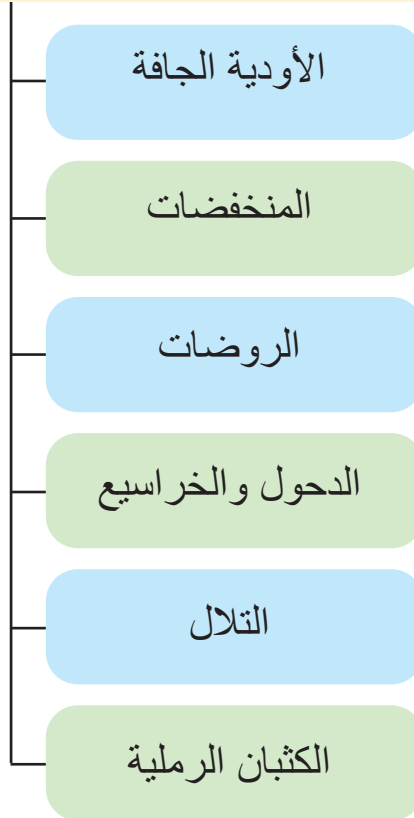 الأودية الجافة
المنخفضات
الروضات
الدحول والخراسيع
التلال
الكثبان الرملية